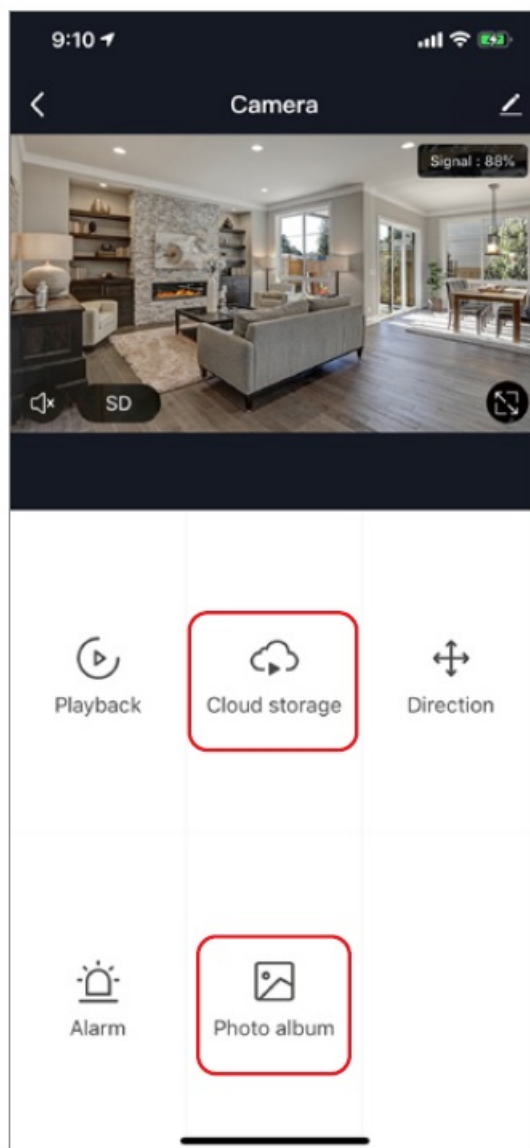 9:10
Camera
Signal : 88%
SD
Playback
Cloud storage
Direction
Alarm
Photo album